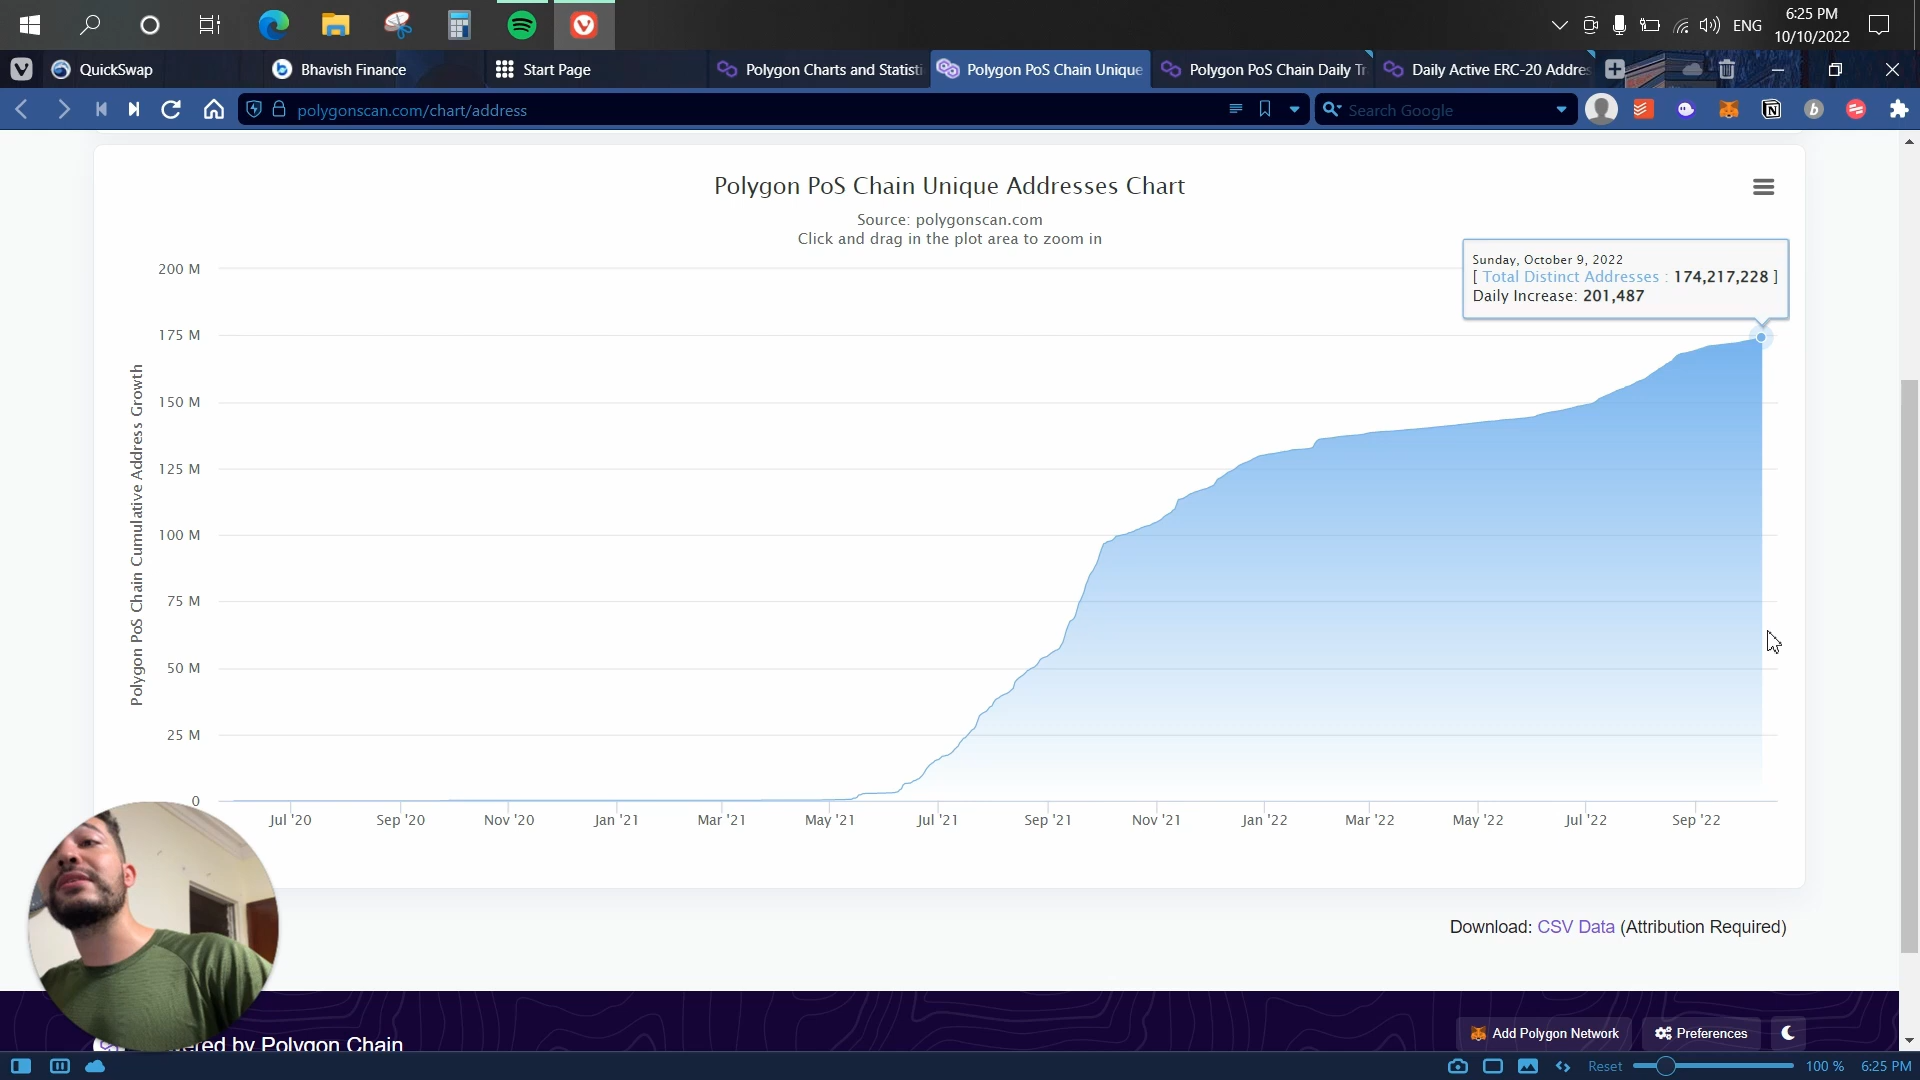 ENG
6:25 PM
10/10/2022
QuickSwap
Bhavish Finance
Start Page
Polygon Charts and Statisti
Polygon PoS Chain Unique
Polygon PoS Chain Daily Tr
Daily Active ERC-20 Addre
polygonscan.com/chart/address
Search Google
Polygon PoS Chain Unique Addresses Chart
Source: polygonscan.com
Click and drag in the plot area to zoom in
Sunday, October 9, 2022
[ Total Distinct Addresses : 174,217,228 ]
Daily Increase: 201,487
Polygon PoS Chain Cumulative Address Growth
200 M
175 M
150 M
125 M
100 M
75 M
50 M
25 M
0
Jul '20
Sep '20
Nov '20
Jan '21
Mar '21
May '21
Jul '21
Sep '21
Nov '21
Jan '22
Mar '22
May '22
Jul '22
Sep '22
Download: CSV Data (Attribution Required)
ered by Polygon Chain
Add Polygon Network
Preferences
Reset
100 %
6:25 PM